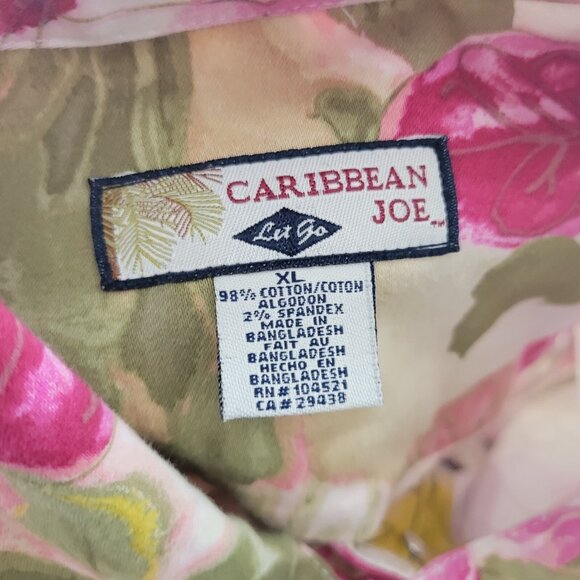 CARIBBEAN
JOE
Let Go
XL
98% COTTON/COTON
ALGODON
2% SPANDEX
MADE IN
BANGLADESH
FAIT AU
BANGLADESH
HECHO EN
BANGLADESH
RN# 104521
CA# 29438